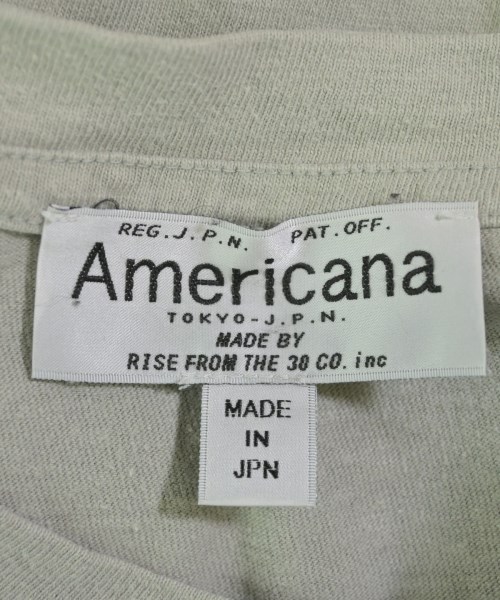 REG.J.P.N. PAT.OFF.
Americana
TOKYO-J.P.N.
MADE BY
RISE FROM THE 30 CO. inc
MADE
IN
JPN